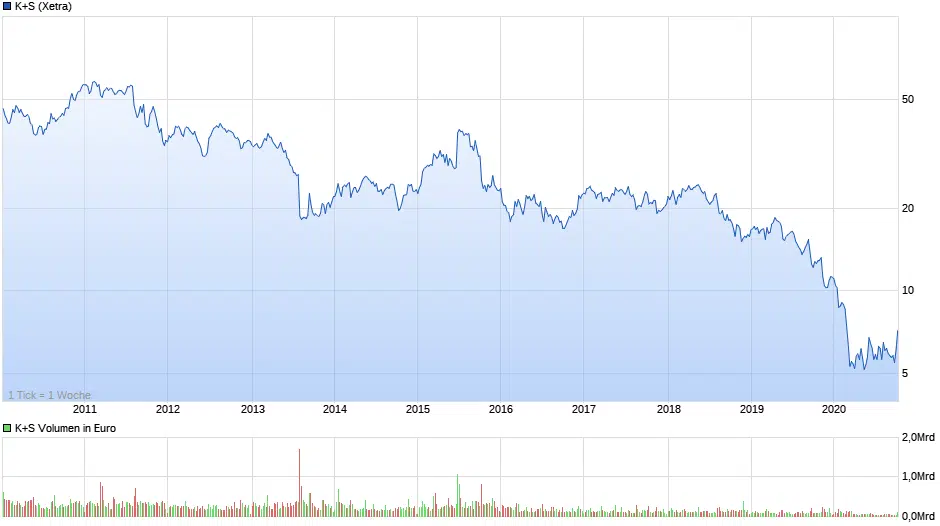 K+S (Xetra)
50
20
10
5
1 Tick = 1 Woche
2011 2012 2013 2014 2015 2016 2017 2018 2019 2020
K+S Volumen in Euro
2,0Mrd
1,0Mrd
0,0Mrd